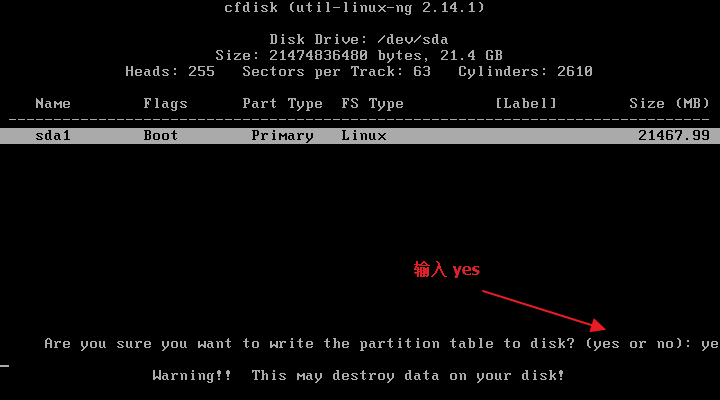 cfdisk (util-linux-ng 2.14.1)
Disk Drive: /dev/sda
Size: 21474836480 bytes, 21.4 GB
Heads: 255 Sectors per Track: 63 Cylinders: 2610
Name Flags Part Type FS Type [Label] Size (MB)
sda1 Boot Primary Linux 21467.99
输入 yes
Are you sure you want to write the partition table to disk? (yes or no): ye
Warning!! This may destroy data on your disk!